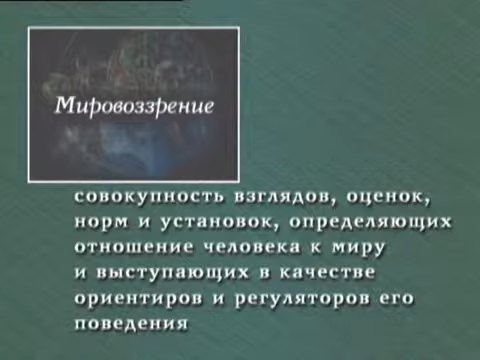 Мировоззрение
совокупность взглядов, оценок,
норм и установок, определяющих
отношение человека к миру
и выступающих в качестве
ориентиров и регуляторов его
поведения